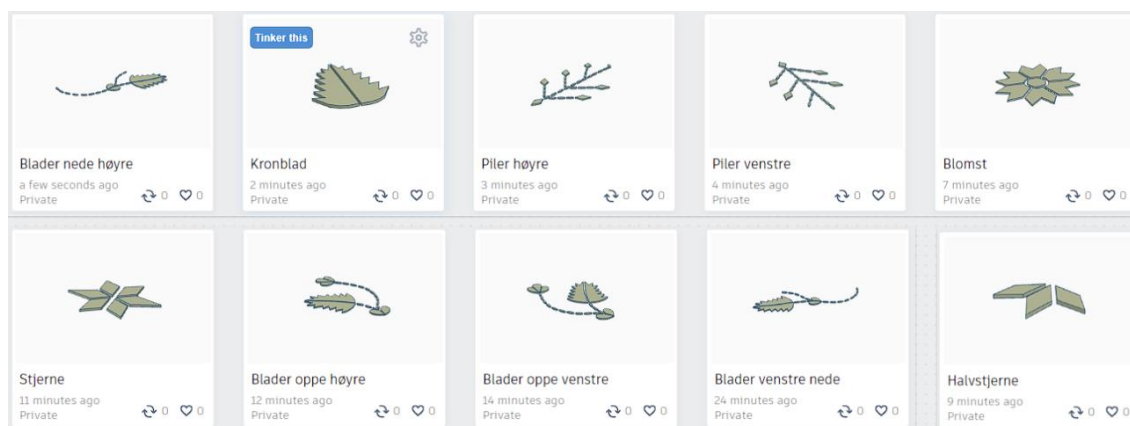 Tinker this
Blader nede høyre
a few seconds ago
Private
0 0
Kronblad
2 minutes ago
Private
0 0
Piler høyre
3 minutes ago
Private
0 0
Piler venstre
4 minutes ago
Private
0 0
Blomst
7 minutes ago
Private
0 0
Stjerne
11 minutes ago
Private
0 0
Blader oppe høyre
12 minutes ago
Private
0 0
Blader oppe venstre
14 minutes ago
Private
0 0
Blader venstre nede
24 minutes ago
Private
0 0
Halvstjerne
9 minutes ago
Private
0 0